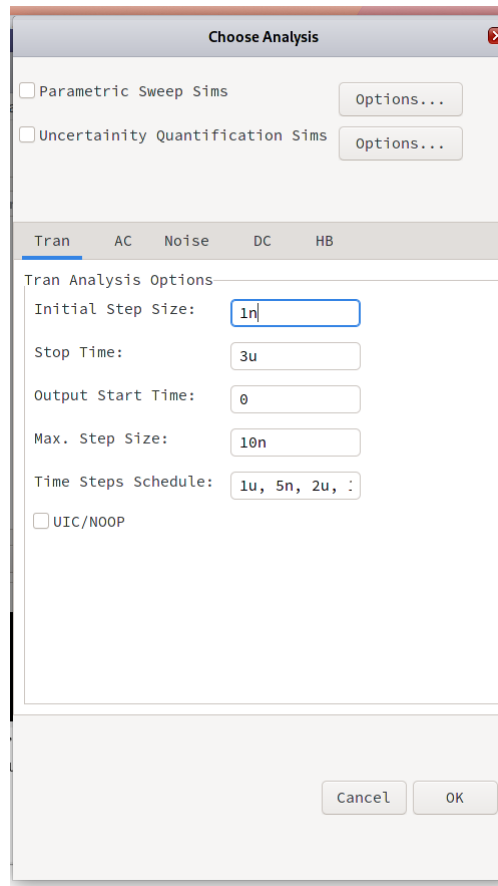 Choose Analysis
Parametric Sweep Sims
Options...
Uncertainity Quantification Sims
Options...
Tran AC Noise DC HB
Tran Analysis Options
Initial Step Size: 1n
Stop Time: 3u
Output Start Time: 0
Max. Step Size: 10n
Time Steps Schedule: 1u, 5n, 2u,
UIC/NOOP
Cancel OK